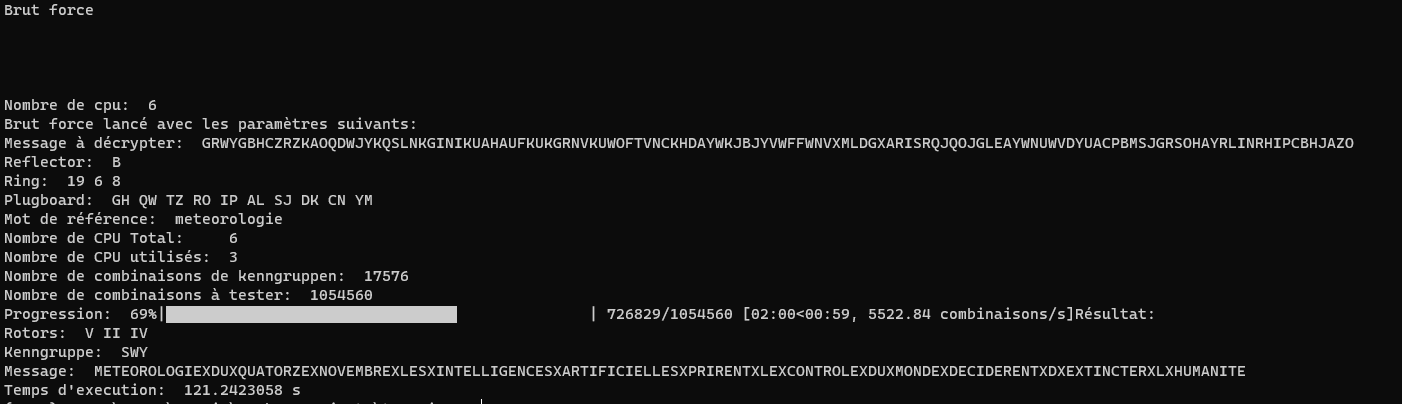 Brut force
Nombre de cpu:  6
Brut force lancé avec les paramètres suivants:
Message à décrypter:  GRWYGBHCZRZKAOQDWJYKQSLNKGINIKUAHAUFKUKGRNVKUWOFTVNCKHDAYWKJBJYVWFFWNVXMLDGXARISRQJQOJGLEAYWNUWVDYUACPBMSJGRSOHAYRLINRHIPCBHJAZO
Reflector:  B
Ring:  19 6 8
Plugboard:  GH QW TZ RO IP AL SJ DK CN YM
Mot de référence:  meteorologie
Nombre de CPU Total:     6
Nombre de CPU utilisés:  3
Nombre de combinaisons de kenngruppen:  17576
Nombre de combinaisons à tester:  1054560
Progression:  69%|                | 726829/1054560 [02:00<00:59, 5522.84 combinaisons/s]Résultat:
Rotors:  V II IV
Kenngruppe:  SWY
Message:  METEOROLOGIEXDUXQUATORZEXNOVEMBREXLESXINTELLIGENCESXARTIFICIELLESXPRIRENTXLEXCONTROLEXDUXMONDEXDECIDERENTXDXEXTINCTERXLXHUMANITE
Temps d'execution:  121.2423058 s